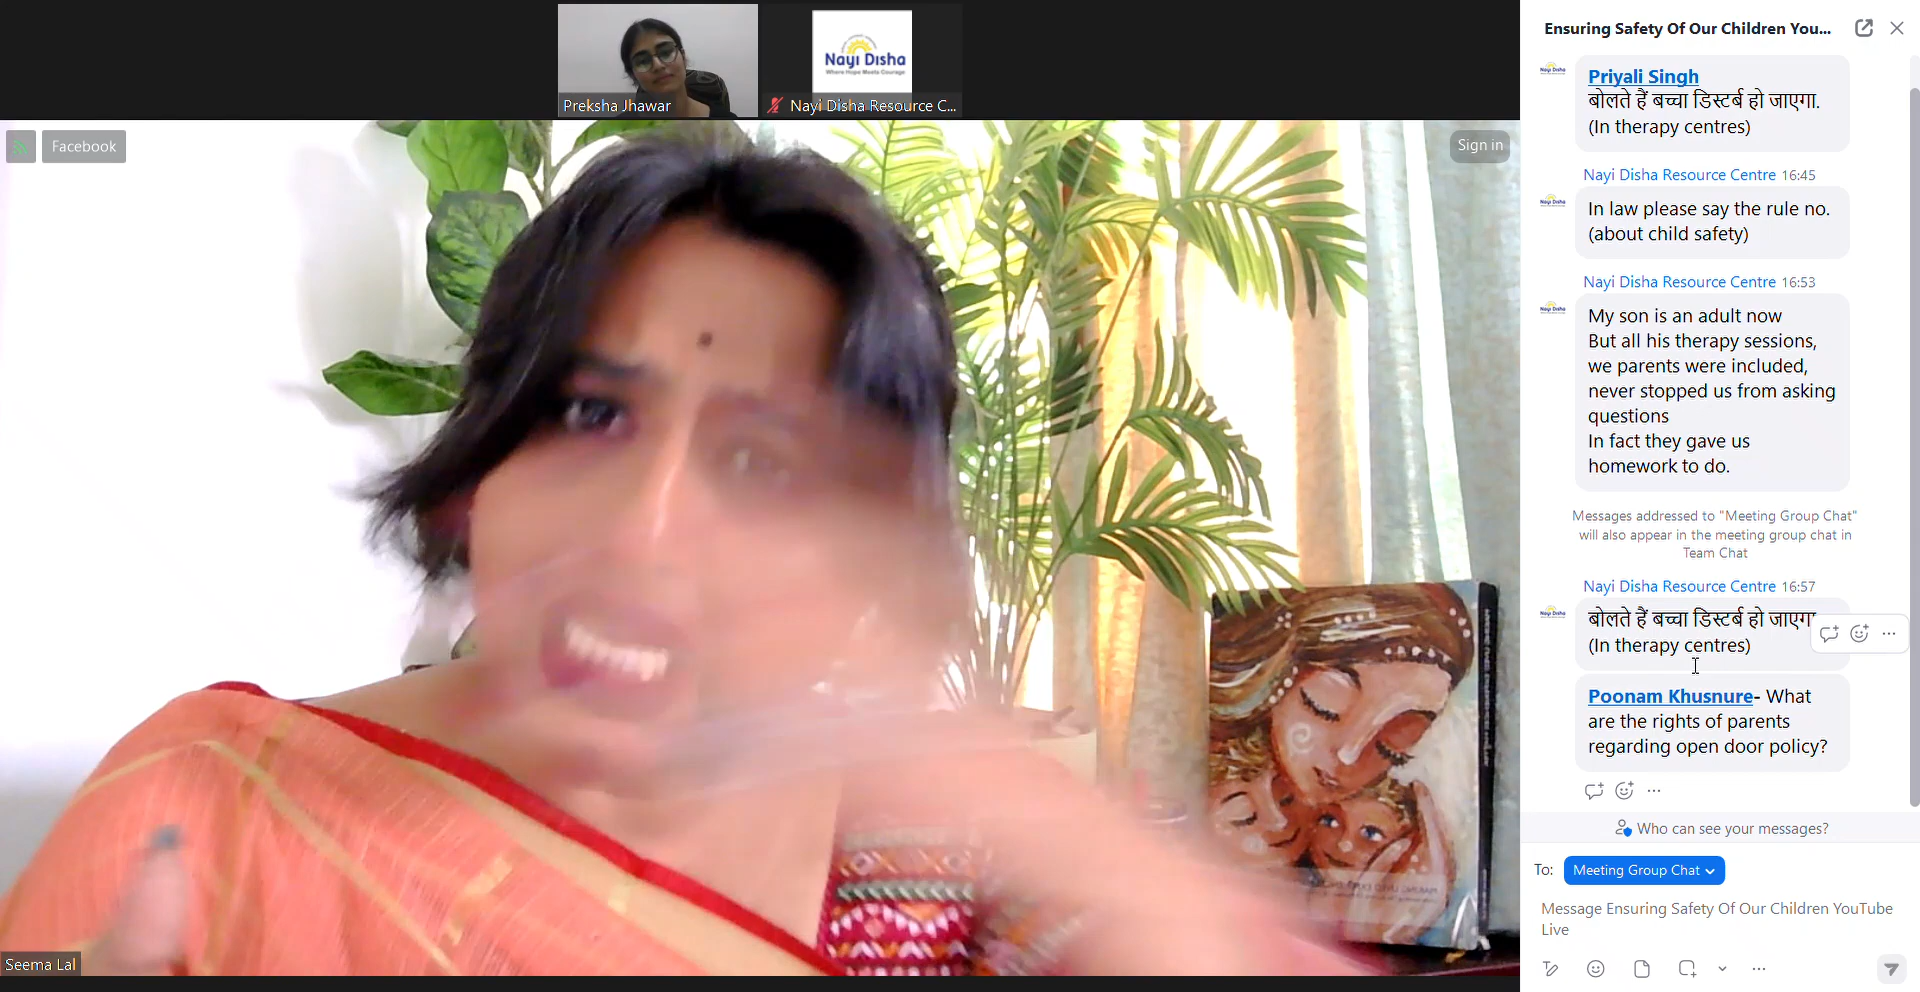 Preksha Jhawar
Nayi Disha
Where Hope Meets Courage
Nayi Disha Resource C...
Facebook
Sign in
Seema Lal
Ensuring Safety Of Our Children You...
Priyali Singh
बोलते हैं बच्चा डिस्टर्ब हो जाएगा.
(In therapy centres)
Nayi Disha Resource Centre 16:45
In law please say the rule no.
(about child safety)
Nayi Disha Resource Centre 16:53
My son is an adult now
But all his therapy sessions,
we parents were included,
never stopped us from asking
questions
In fact they gave us
homework to do.
Messages addressed to "Meeting Group Chat"
will also appear in the meeting group chat in
Team Chat
Nayi Disha Resource Centre 16:57
बोलते हैं बच्चा डिस्टर्ब हो जाएगा
(In therapy centres)
Poonam Khusnure- What
are the rights of parents
regarding open door policy?
Who can see your messages?
To: Meeting Group Chat
Message Ensuring Safety Of Our Children YouTube
Live